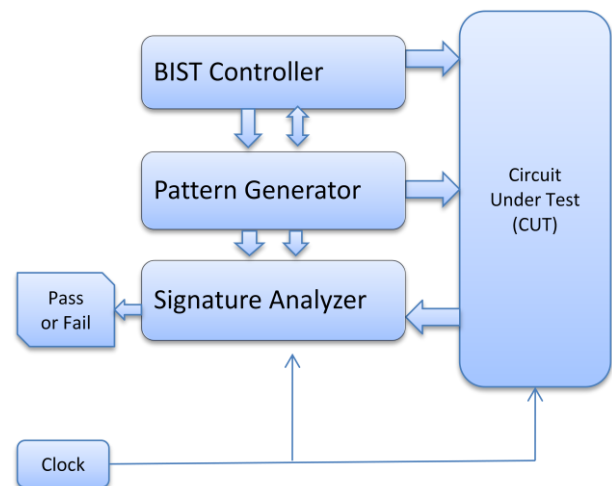 BIST Controller
Pattern Generator
Circuit
Under Test
(CUT)
Signature Analyzer
Pass
or Fail
Clock